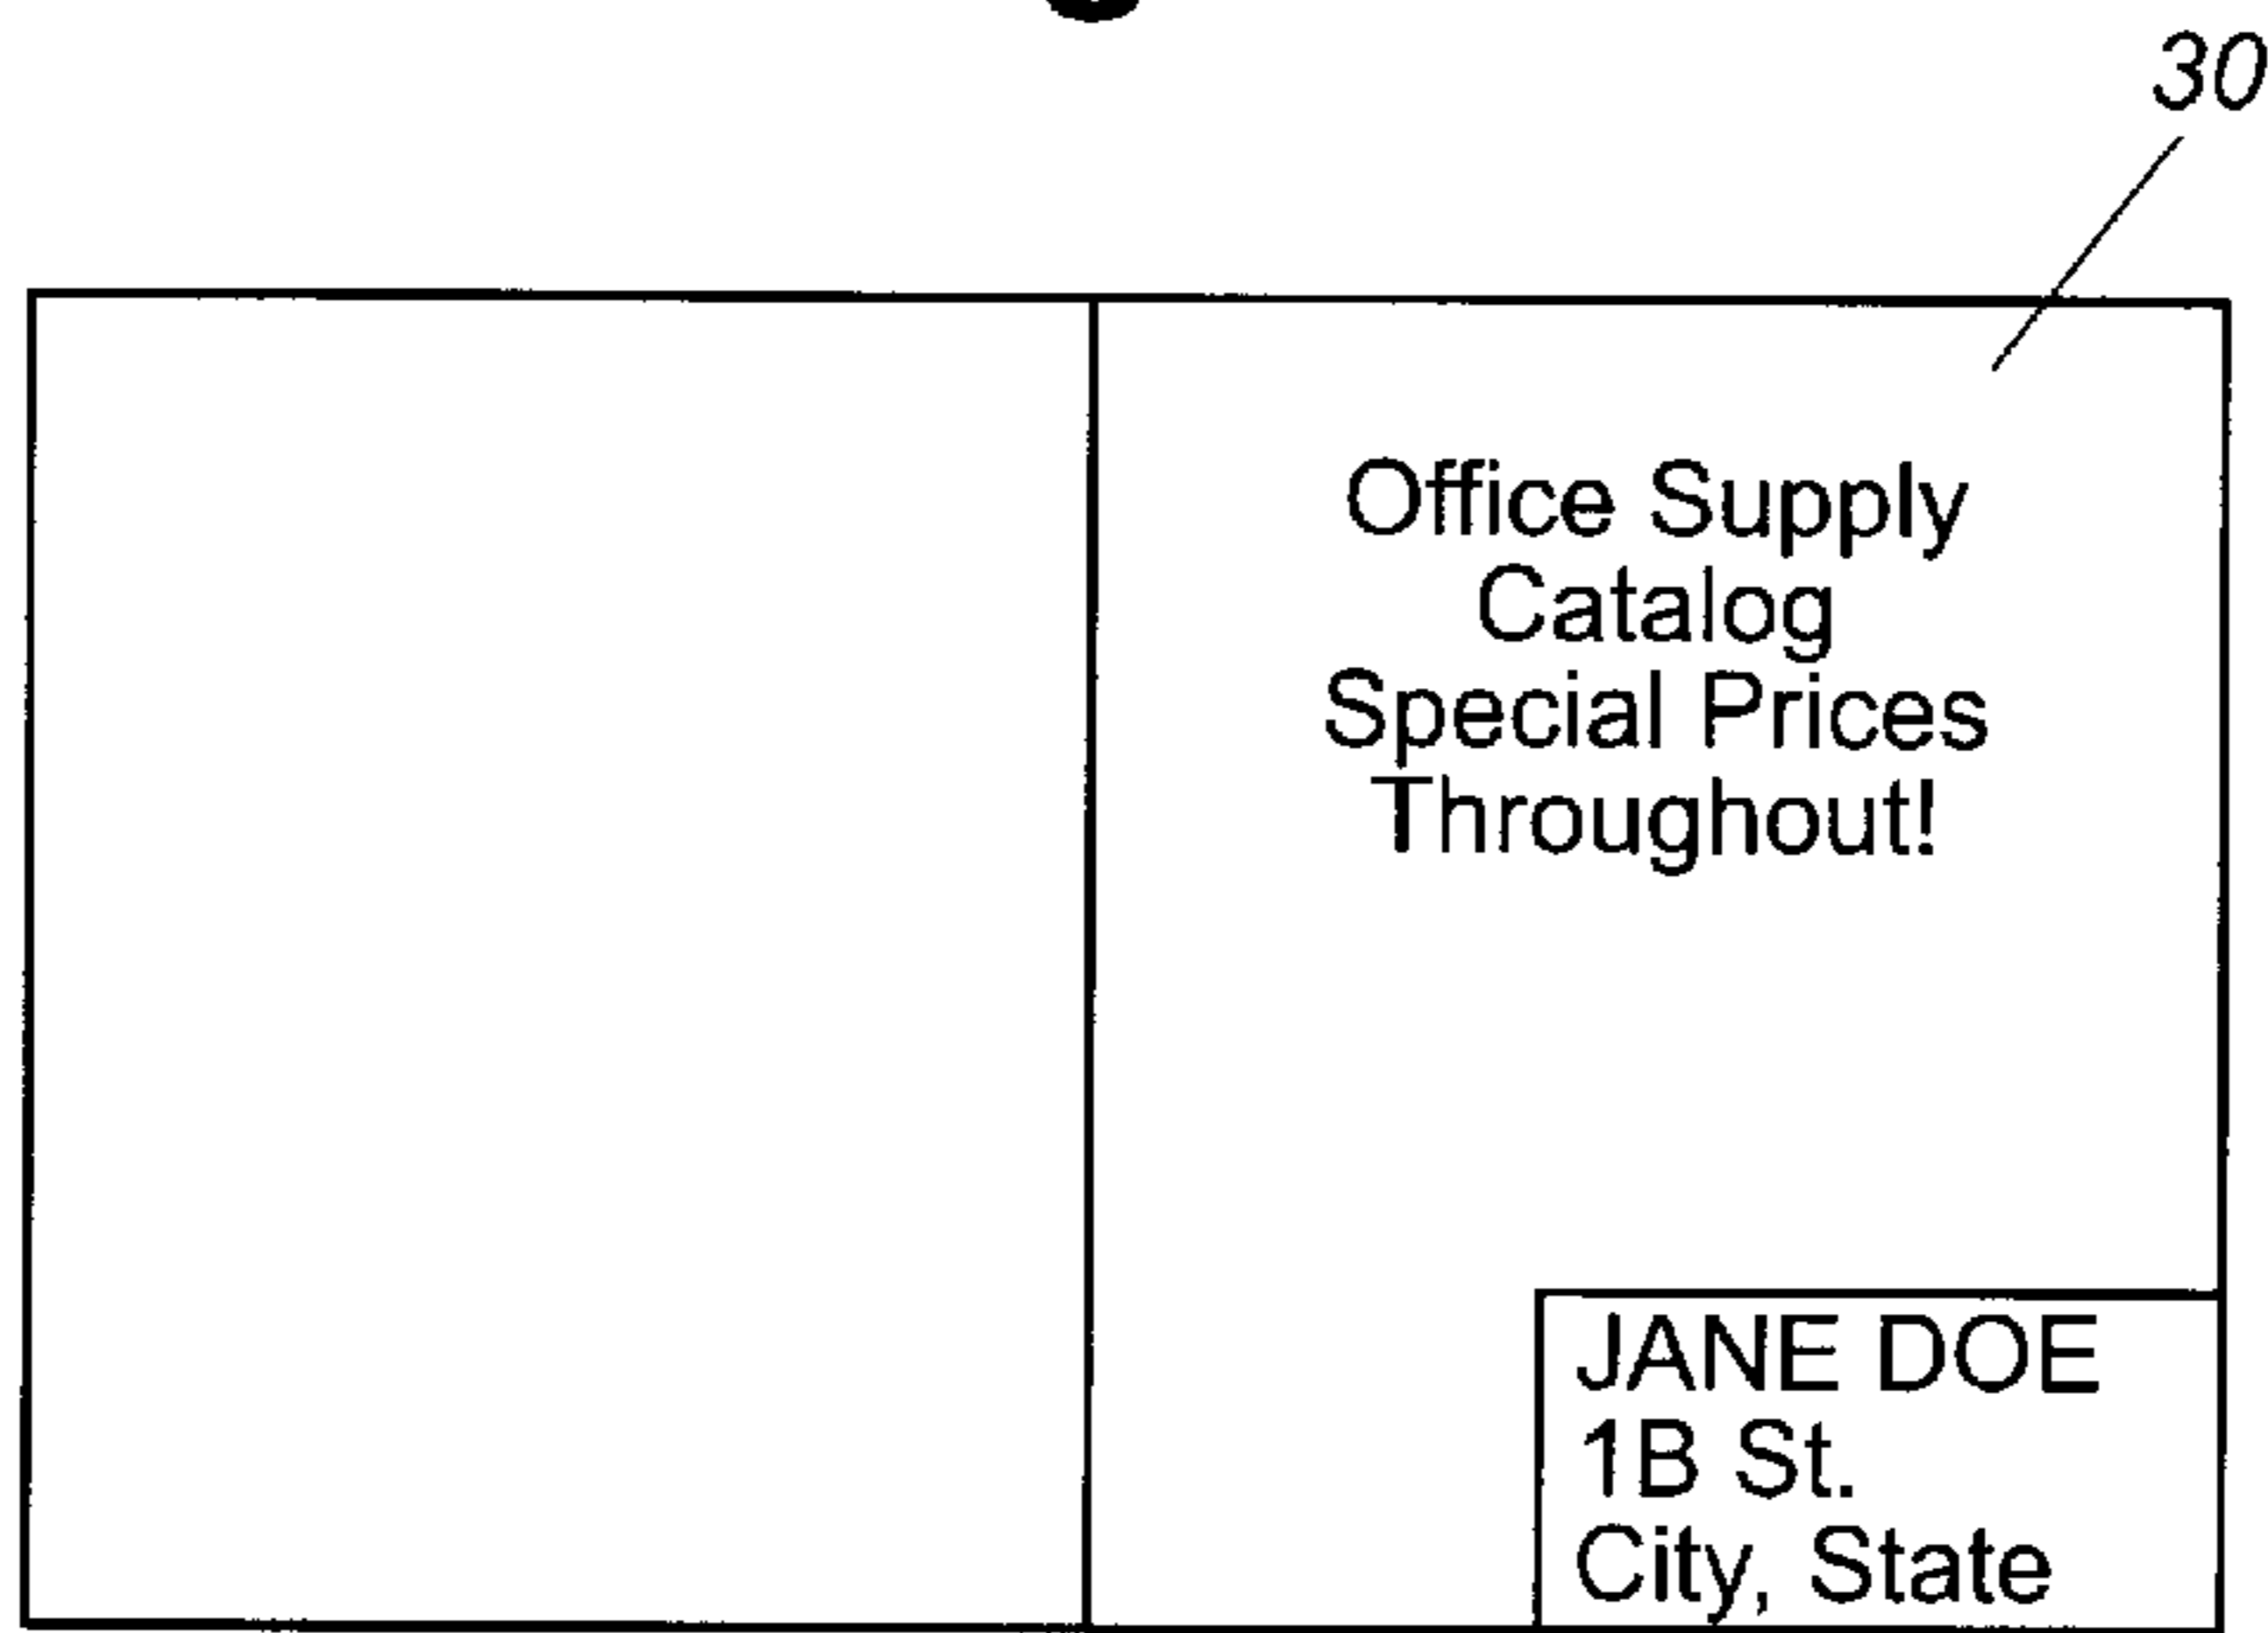 30
Office Supply
Catalog
Special Prices
Throughout!
JANE DOE
1B St.
City, State